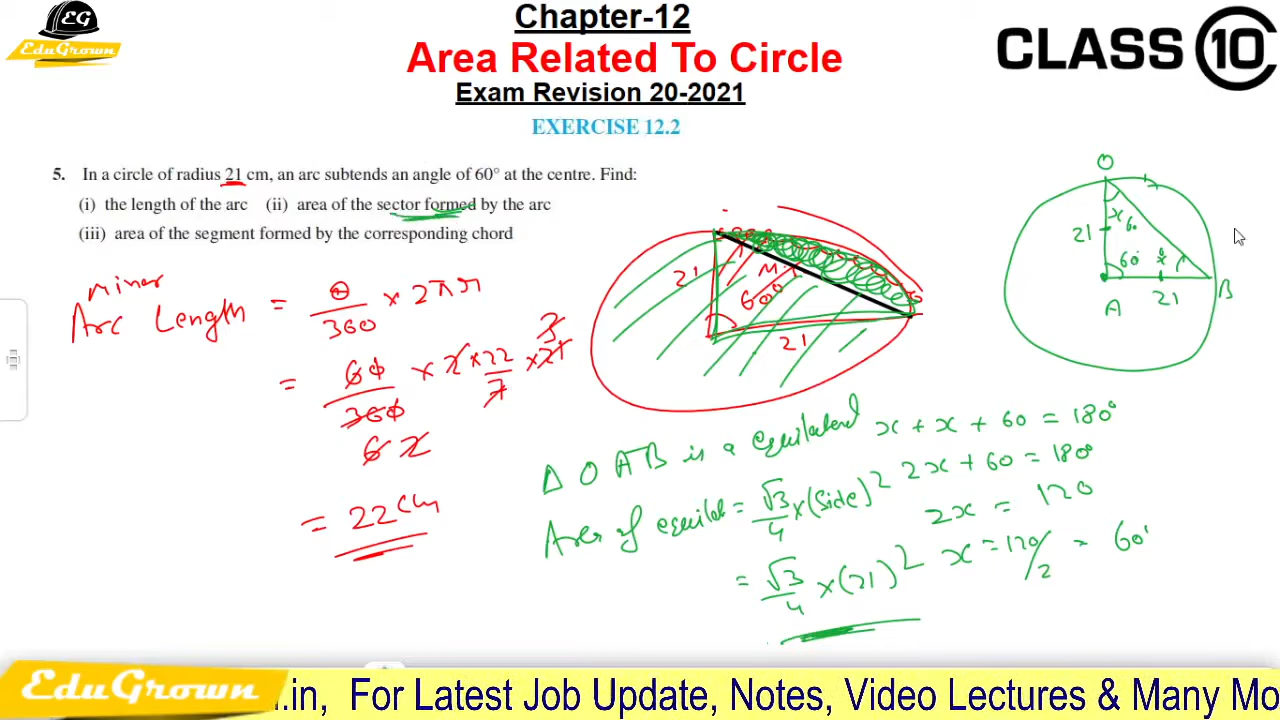 EG
EduGrown
Chapter-12
Area Related To Circle
Exam Revision 20-2021
EXERCISE 12.2
CLASS 10
5. In a circle of radius 21 cm, an arc subtends an angle of 60° at the centre. Find:
(i) the length of the arc (ii) area of the sector formed by the arc
(iii) area of the segment formed by the corresponding chord
minor
Arc Length = θ/360 × 2πr
= 60/360 × 2 × 22/7 × 21
3
6 2
= 22 cm
21
60°
21
O
21
x 60
60° x
A
21
B
Δ OAB is a equilateral
x + x + 60 = 180°
2x + 60 = 180
2x = 120
x = 120/2 = 60°
Area of equilat = √3/4 × (Side)²
= √3/4 × (21)²
EduGrown
.in, For Latest Job Update, Notes, Video Lectures & Many Mo